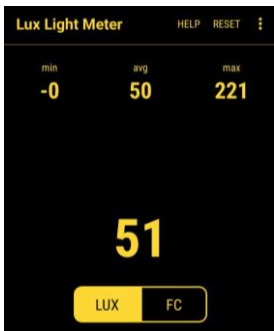 Lux Light Meter HELP RESET
min avg max
-0 50 221
51
LUX FC